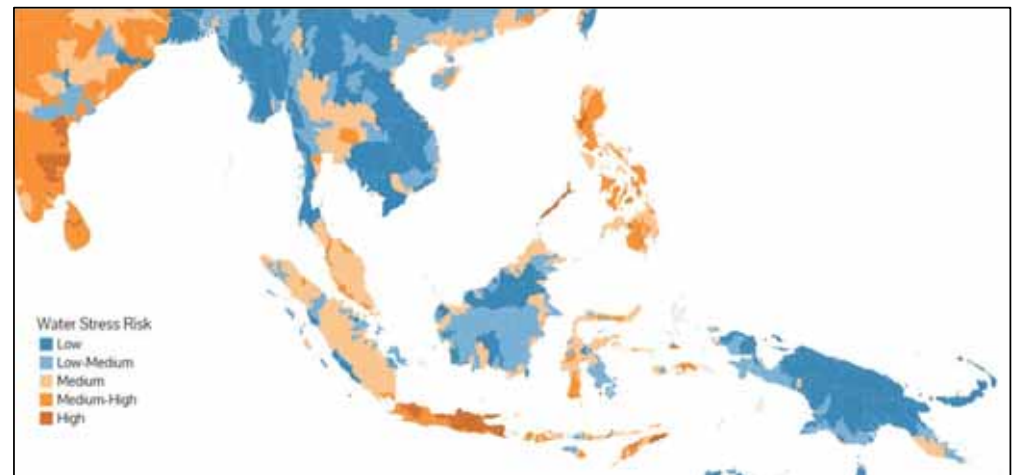 Water Stress Risk
Low
Low-Medium
Medium
Medium-High
High